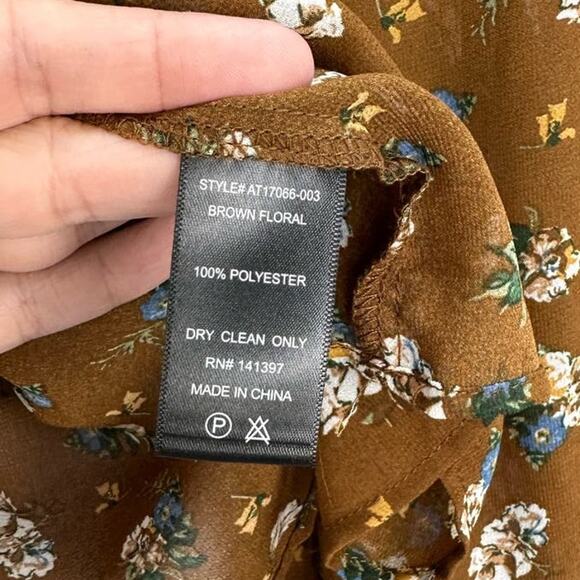 STYLE# AT17066-003
BROWN FLORAL
100% POLYESTER
DRY CLEAN ONLY
RN# 141397
MADE IN CHINA
P